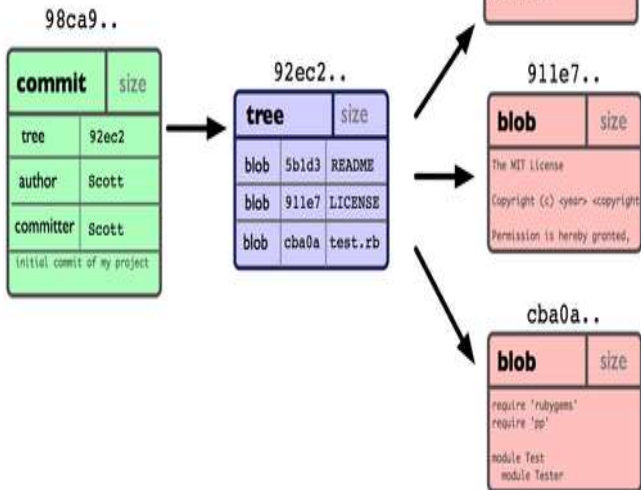 98ca9..
commit size
tree 92ec2
author Scott
committer Scott
initial commit of my project
92ec2..
tree size
blob 5b1d3 README
blob 911e7 LICENSE
blob cba0a test.rb
911e7..
blob size
The MIT License
Copyright (c) <year> <copyright
Permission is hereby granted,
cba0a..
blob size
require 'rubygems'
require 'pp'
module Test
module Tester